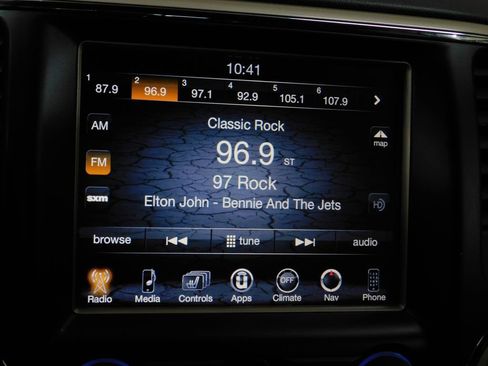 10:41
1 87.9 2 96.9 3 97.1 4 92.9 5 105.1 6 107.9
AM
Classic Rock
map
FM
96.9 ST
97 Rock
sxm
Elton John - Bennie And The Jets
HD
browse tune audio
OFF
Radio Media Controls Apps Climate Nav Phone